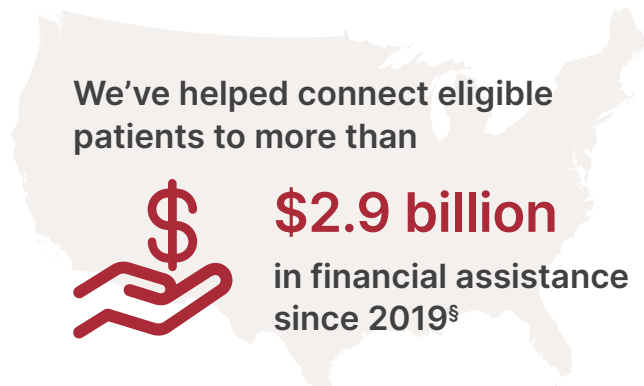 We’ve helped connect eligible
patients to more than
$
$2.9 billion
in financial assistance
since 2019§